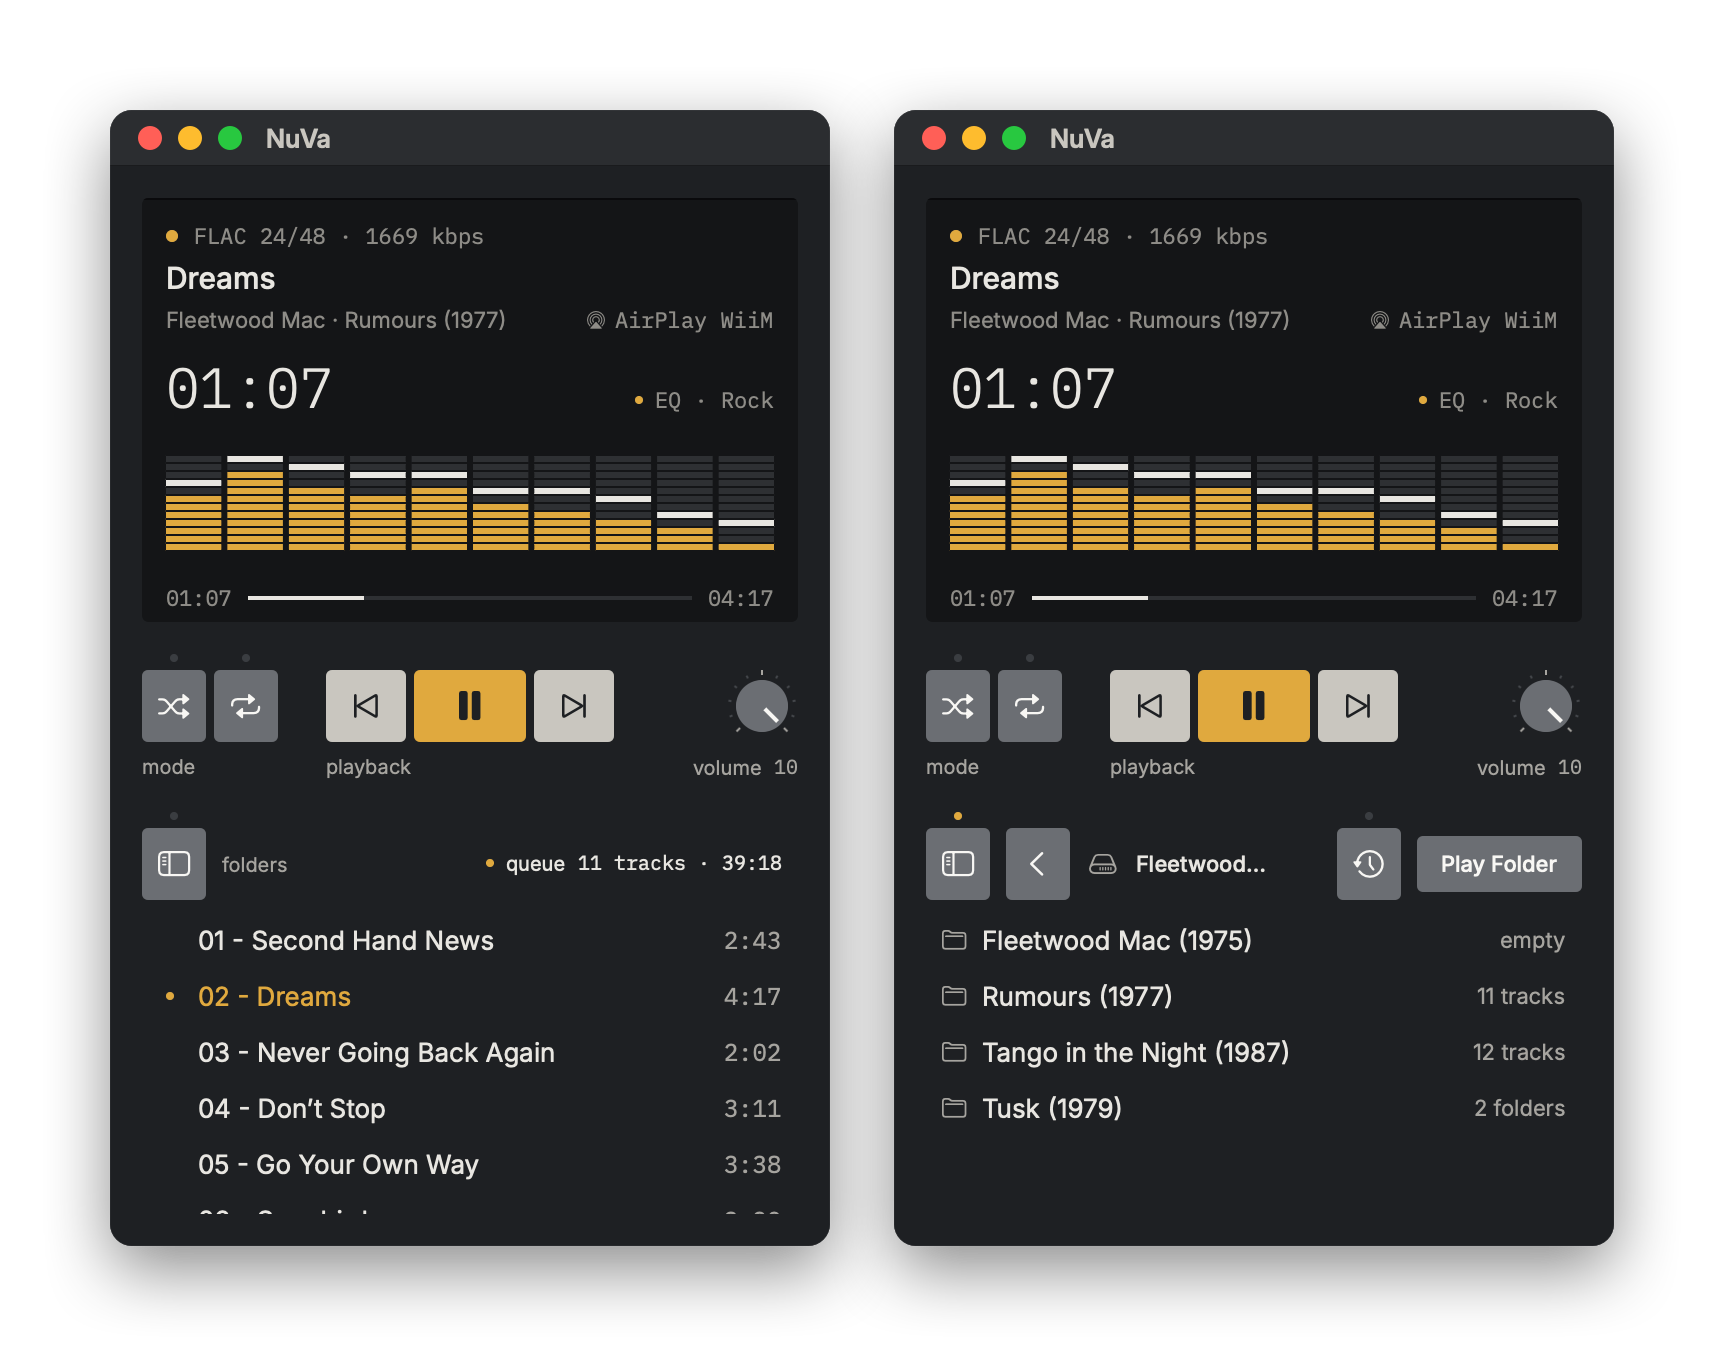 NuVa
FLAC 24/48 · 1669 kbps
Dreams
Fleetwood Mac · Rumours (1977)
AirPlay WiiM
01:07
EQ · Rock
01:07
04:17
mode
playback
volume 10
folders
queue 11 tracks · 39:18
01 - Second Hand News 2:43
02 - Dreams 4:17
03 - Never Going Back Again 2:02
04 - Don’t Stop 3:11
05 - Go Your Own Way 3:38
NuVa
FLAC 24/48 · 1669 kbps
Dreams
Fleetwood Mac · Rumours (1977)
AirPlay WiiM
01:07
EQ · Rock
01:07
04:17
mode
playback
volume 10
Fleetwood...
Play Folder
Fleetwood Mac (1975) empty
Rumours (1977) 11 tracks
Tango in the Night (1987) 12 tracks
Tusk (1979) 2 folders